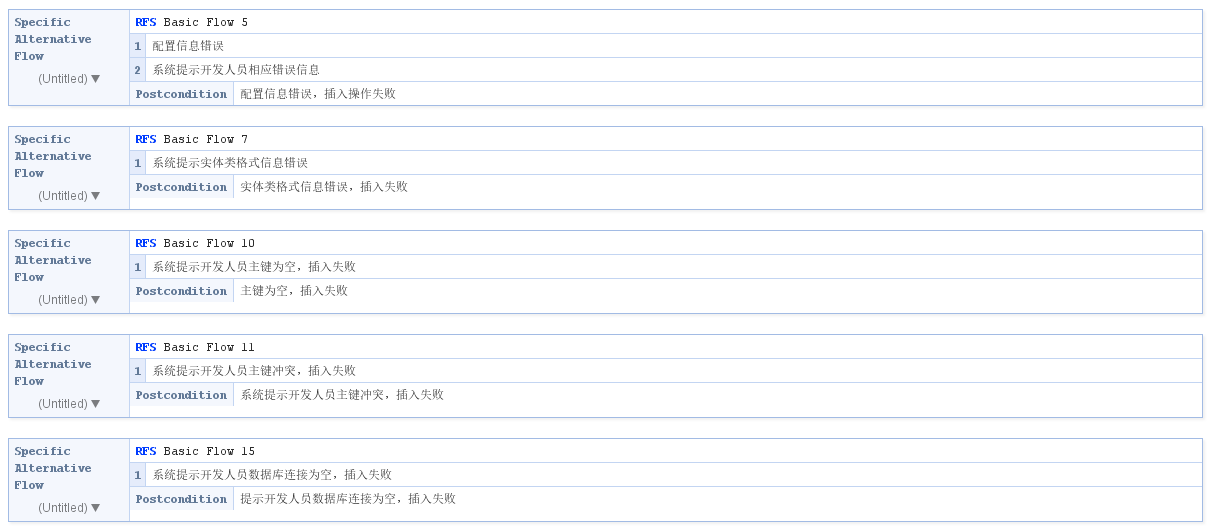 Specific Alternative Flow
(Untitled) ▼
RFS Basic Flow 5
1 配置信息错误
2 系统提示开发人员相应错误信息
Postcondition 配置信息错误，插入操作失败
Specific Alternative Flow
(Untitled) ▼
RFS Basic Flow 7
1 系统提示实体类格式信息错误
Postcondition 实体类格式信息错误，插入失败
Specific Alternative Flow
(Untitled) ▼
RFS Basic Flow 10
1 系统提示开发人员主键为空，插入失败
Postcondition 主键为空，插入失败
Specific Alternative Flow
(Untitled) ▼
RFS Basic Flow 11
1 系统提示开发人员主键冲突，插入失败
Postcondition 系统提示开发人员主键冲突，插入失败
Specific Alternative Flow
(Untitled) ▼
RFS Basic Flow 15
1 系统提示开发人员数据库连接为空，插入失败
Postcondition 提示开发人员数据库连接为空，插入失败